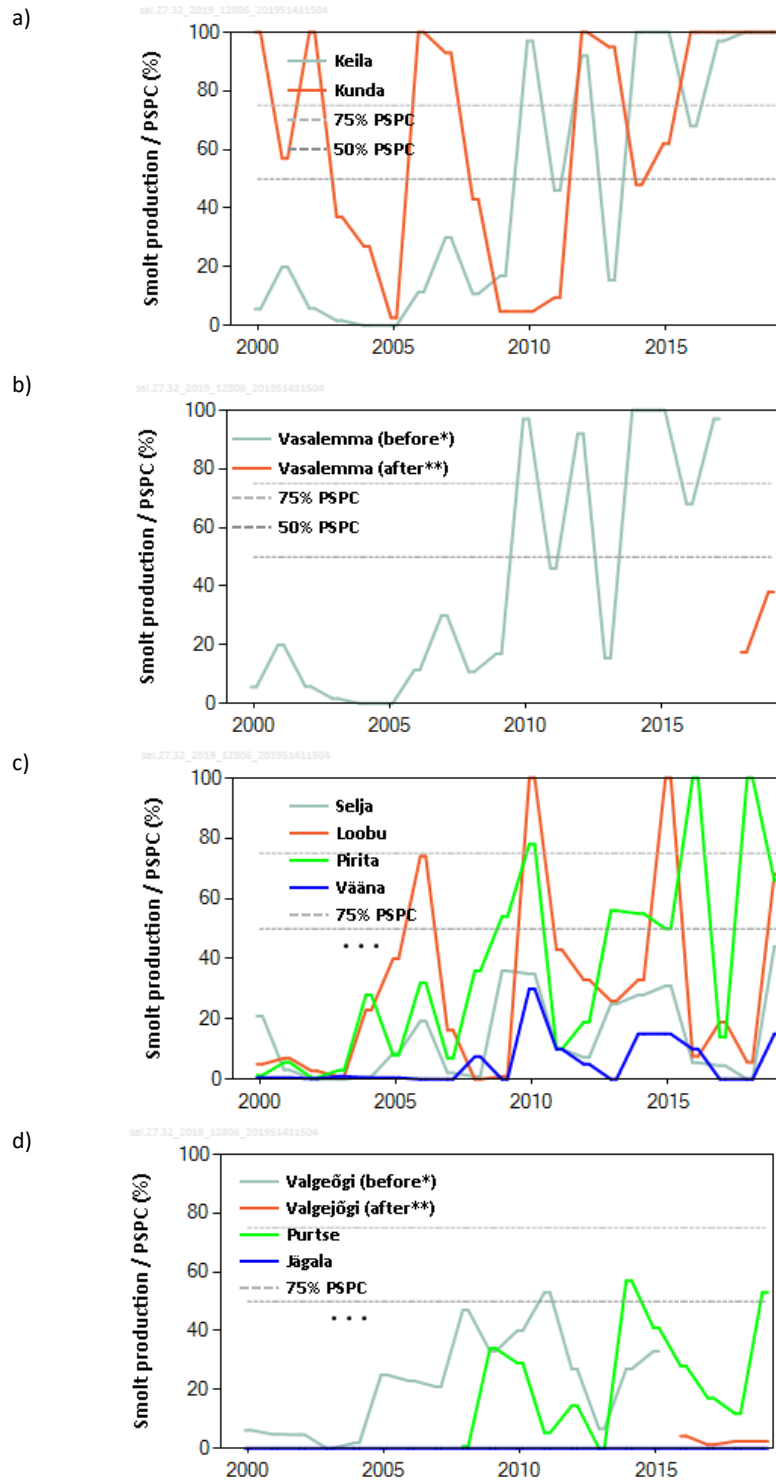 a)
sal.27.32_2019_12806_201951411504
Smolt production / PSPC (%)
100
80
60
40
20
0
Keila
Kunda
75% PSPC
50% PSPC
2000 2005 2010 2015
b)
sal.27.32_2019_12806_201951411504
Smolt production / PSPC (%)
100
80
60
40
20
0
Vasalemma (before*)
Vasalemma (after**)
75% PSPC
50% PSPC
2000 2005 2010 2015
c)
sal.27.32_2019_12806_201951411504
Smolt production / PSPC (%)
100
80
60
40
20
0
Selja
Loobu
Pirita
Vääna
75% PSPC
...
2000 2005 2010 2015
d)
sal.27.32_2019_12806_201951411504
Smolt production / PSPC (%)
100
80
60
40
20
0
Valgeõgi (before*)
Valgejõgi (after**)
Purtse
Jägala
75% PSPC
...
2000 2005 2010 2015